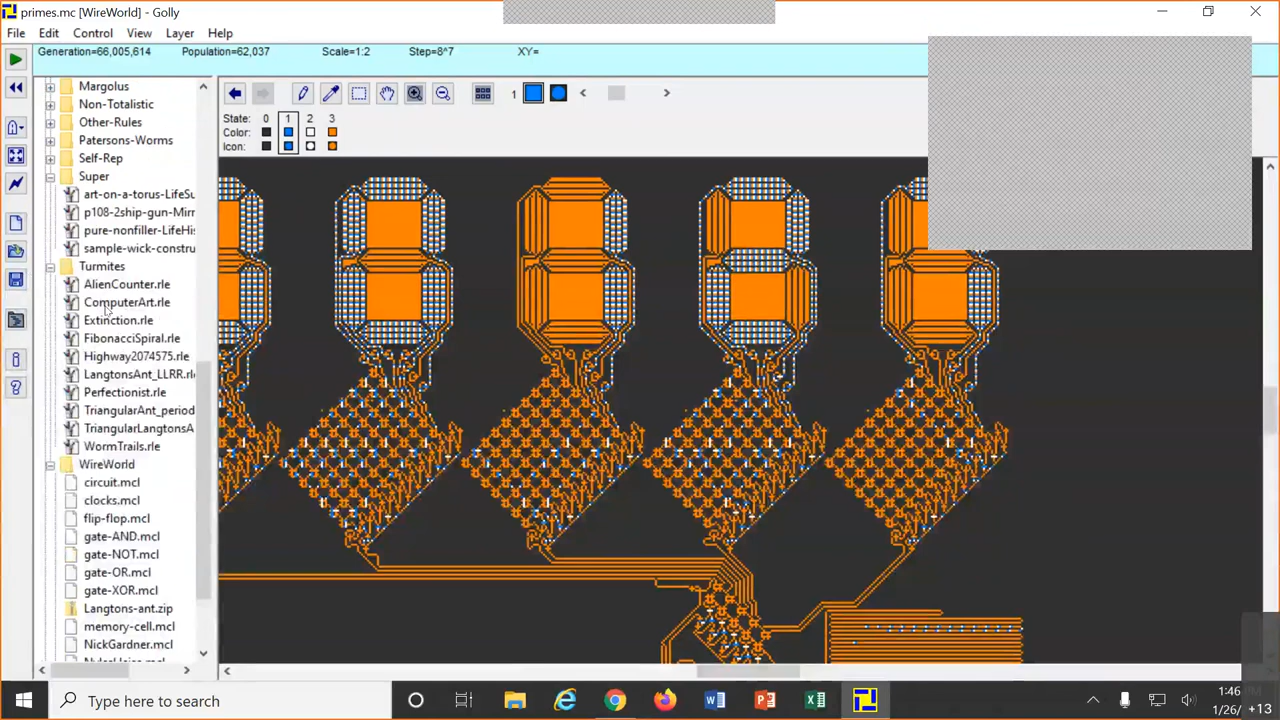 primes.mc [WireWorld] - Golly
File Edit Control View Layer Help
Generation=66,005,614 Population=62,037 Scale=1:2 Step=8^7 XY=
Margolus
Non-Totalistic
Other-Rules
Patersons-Worms
Self-Rep
Super
art-on-a-torus-LifeSu
p108-2ship-gun-Mirr
pure-nonfiller-LifeHis
sample-wick-constru
Turmites
AlienCounter.rle
ComputerArt.rle
Extinction.rle
FibonacciSpiral.rle
Highway2074575.rle
LangtonsAnt_LLRR.rl
Perfectionist.rle
TriangularAnt_period
TriangularLangtonsA
WormTrails.rle
WireWorld
circuit.mcl
clocks.mcl
flip-flop.mcl
gate-AND.mcl
gate-NOT.mcl
gate-OR.mcl
gate-XOR.mcl
Langtons-ant.zip
memory-cell.mcl
NickGardner.mcl
1
State: 0 1 2 3
Color:
Icon:
Type here to search
1:46
1/26/ +13